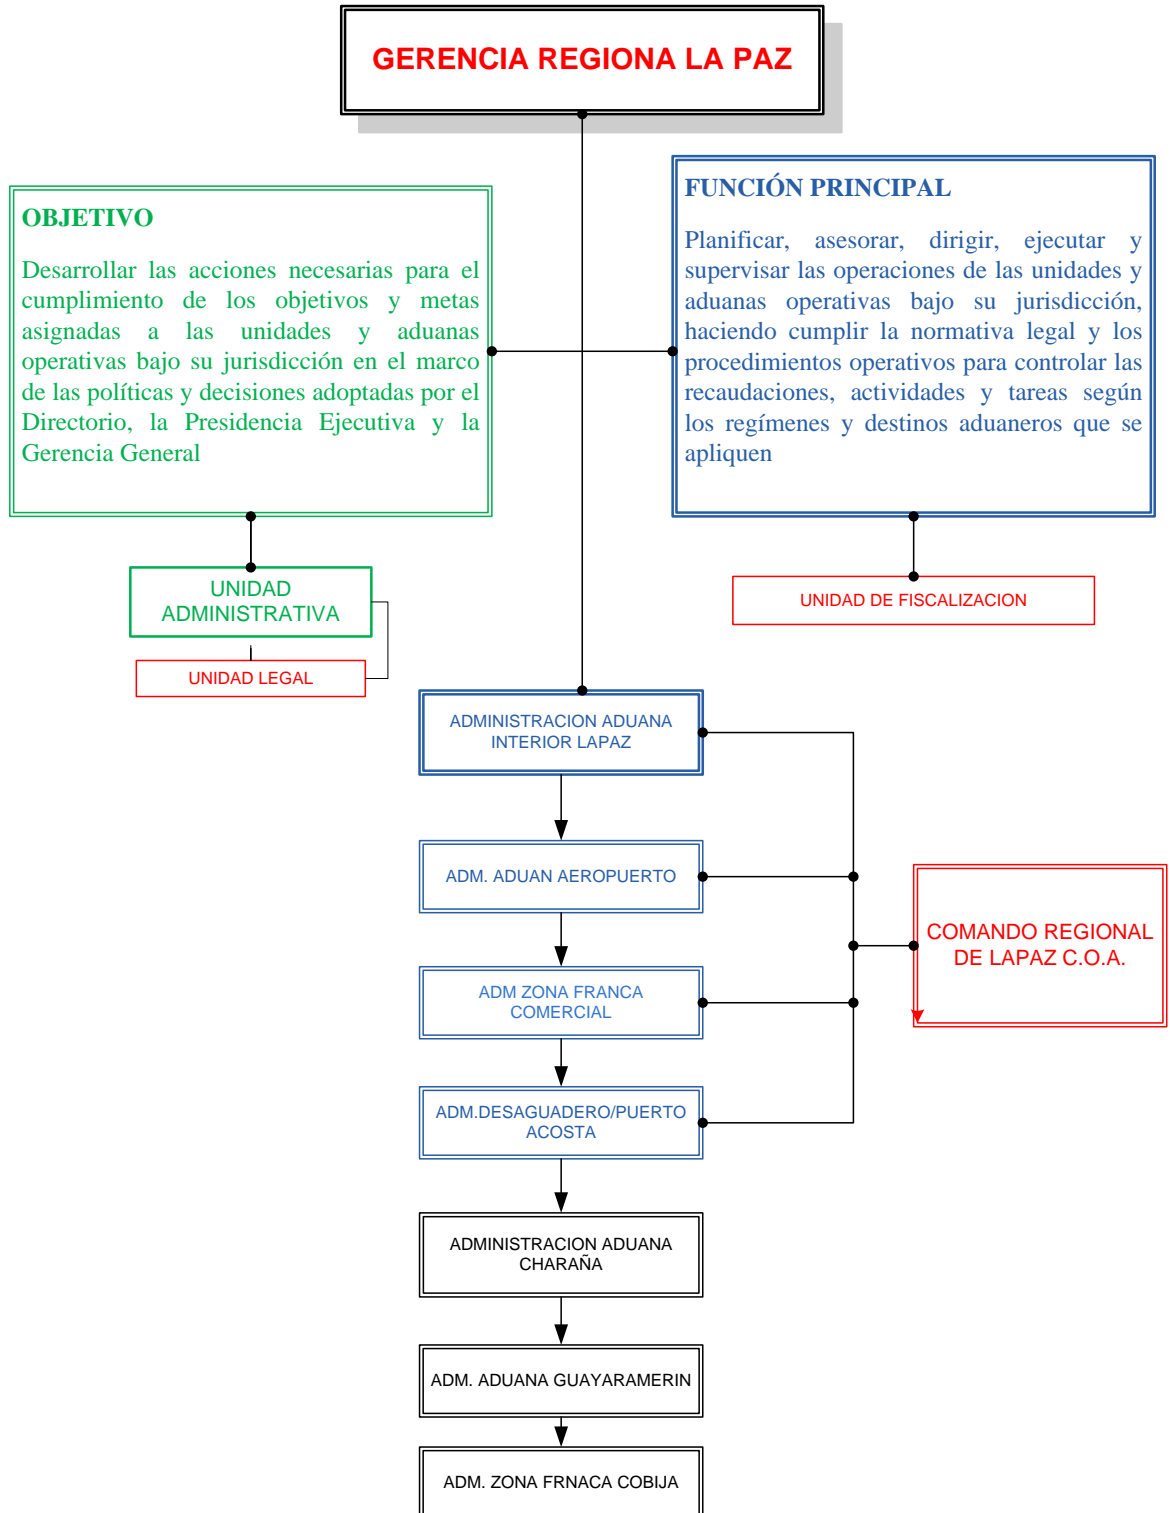 GERENCIA REGIONA LA PAZ
OBJETIVO
Desarrollar las acciones necesarias para el
cumplimiento de los objetivos y metas
asignadas a las unidades y aduanas
operativas bajo su jurisdicción en el marco
de las políticas y decisiones adoptadas por el
Directorio, la Presidencia Ejecutiva y la
Gerencia General
FUNCIÓN PRINCIPAL
Planificar, asesorar, dirigir, ejecutar y
supervisar las operaciones de las unidades y
aduanas operativas bajo su jurisdicción,
haciendo cumplir la normativa legal y los
procedimientos operativos para controlar las
recaudaciones, actividades y tareas según
los regímenes y destinos aduaneros que se
apliquen
UNIDAD
ADMINISTRATIVA
UNIDAD LEGAL
UNIDAD DE FISCALIZACION
ADMINISTRACION ADUANA
INTERIOR LAPAZ
ADM. ADUAN AEROPUERTO
ADM ZONA FRANCA
COMERCIAL
ADM.DESAGUADERO/PUERTO
ACOSTA
COMANDO REGIONAL
DE LAPAZ C.O.A.
ADMINISTRACION ADUANA
CHARAÑA
ADM. ADUANA GUAYARAMERIN
ADM. ZONA FRNACA COBIJA